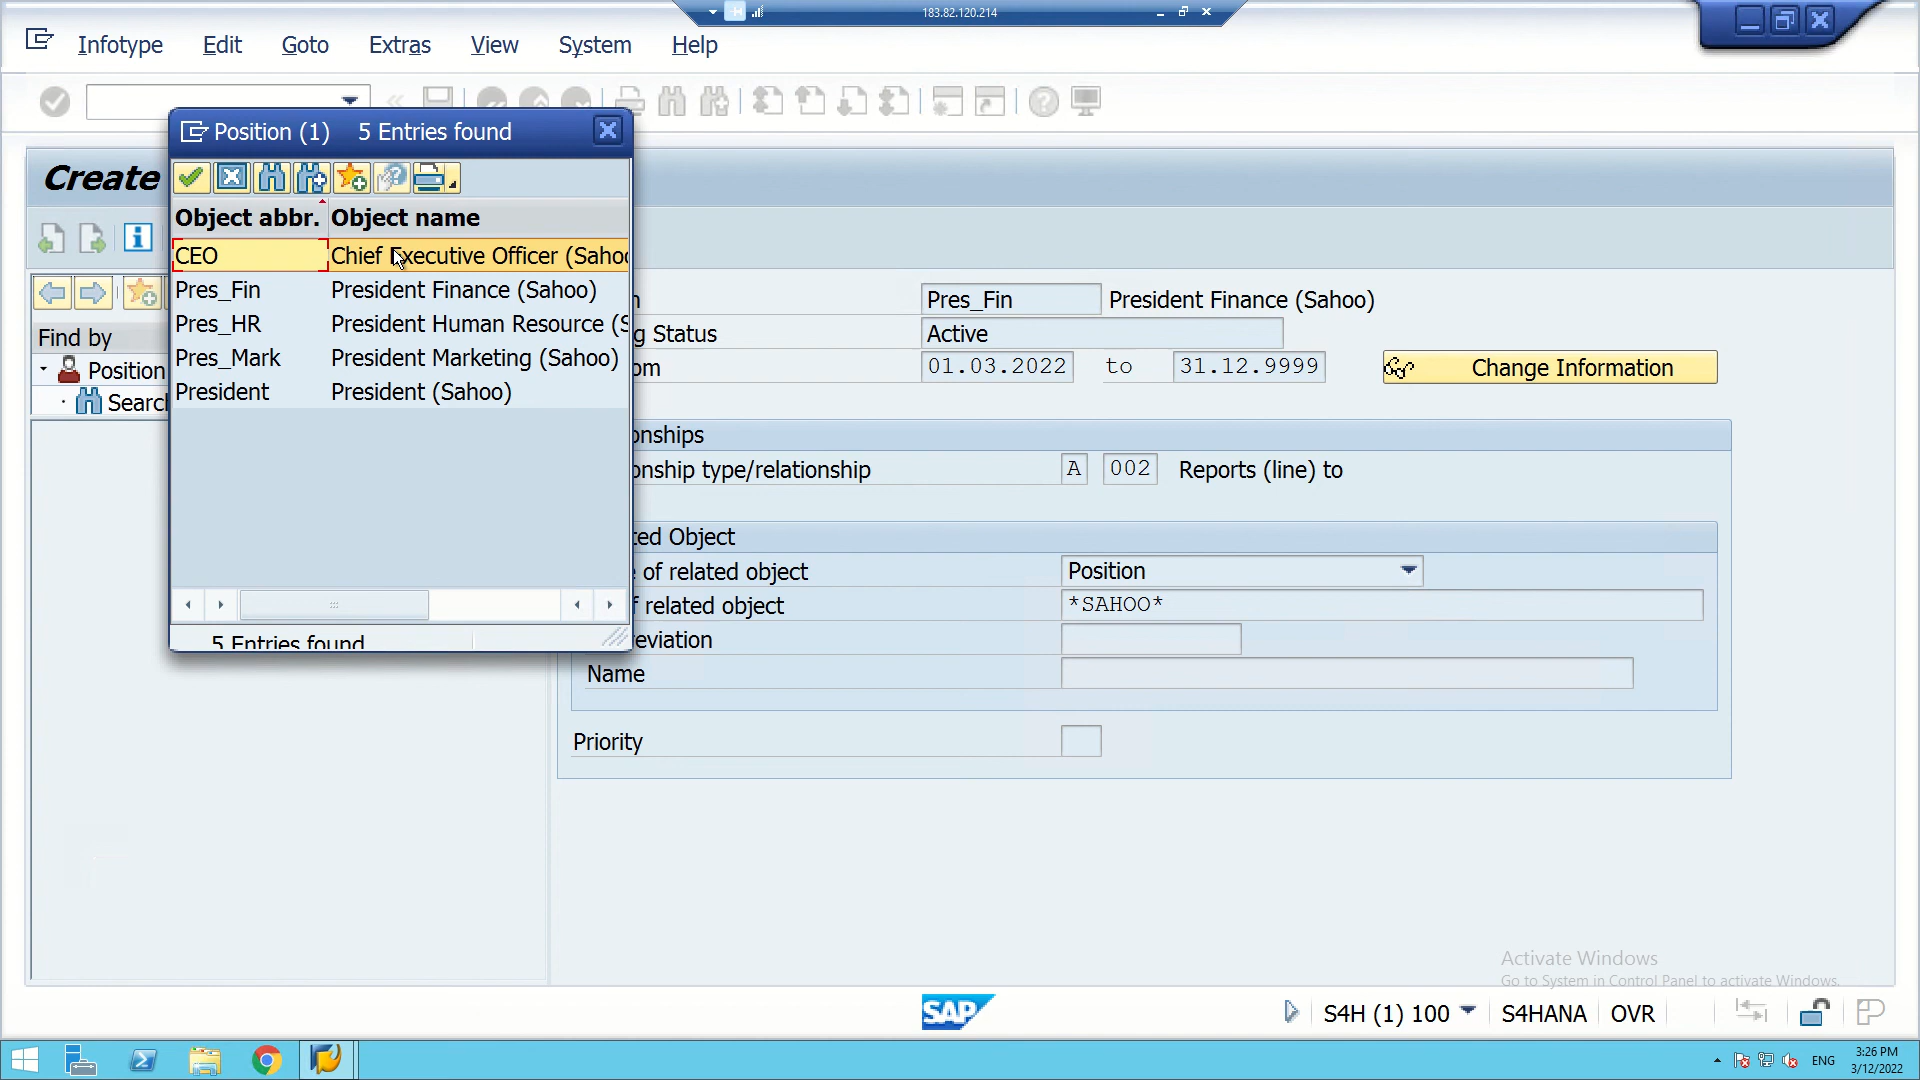 183.82.120.214
Infotype Edit Goto Extras View System Help
Position (1) 5 Entries found
Create
Object abbr. Object name
CEO Chief Executive Officer (Sahoo
Pres_Fin President Finance (Sahoo)
Pres_HR President Human Resource (S
Pres_Mark President Marketing (Sahoo)
President President (Sahoo)
5 Entries found
Find by
Position
Search
n Pres_Fin President Finance (Sahoo)
g Status Active
om 01.03.2022 to 31.12.9999 Change Information
onships
onship type/relationship A 002 Reports (line) to
ted Object
e of related object Position
f related object *SAHOO*
reviation
Name
Priority
Activate Windows
Go to System in Control Panel to activate Windows.
SAP S4H (1) 100 S4HANA OVR
ENG 3:26 PM
3/12/2022